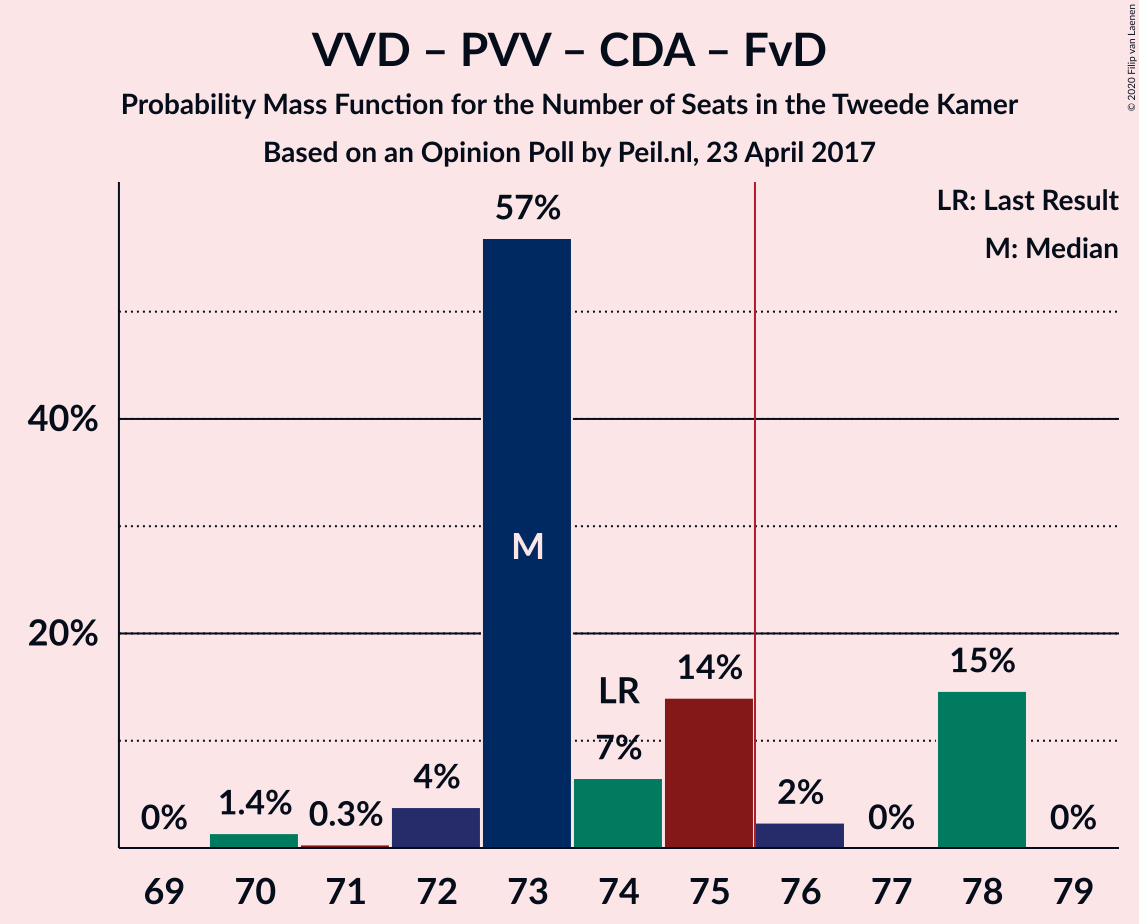 VVD – PVV – CDA – FvD
Probability Mass Function for the Number of Seats in the Tweede Kamer
Based on an Opinion Poll by Peil.nl, 23 April 2017
© 2020 Filip van Laenen
LR: Last Result
M: Median
57%
40%
M
20%
15%
14%
LR
7%
4%
2%
1.4%
0.3%
0%
0%
0%
69 70 71 72 73 74 75 76 77 78 79